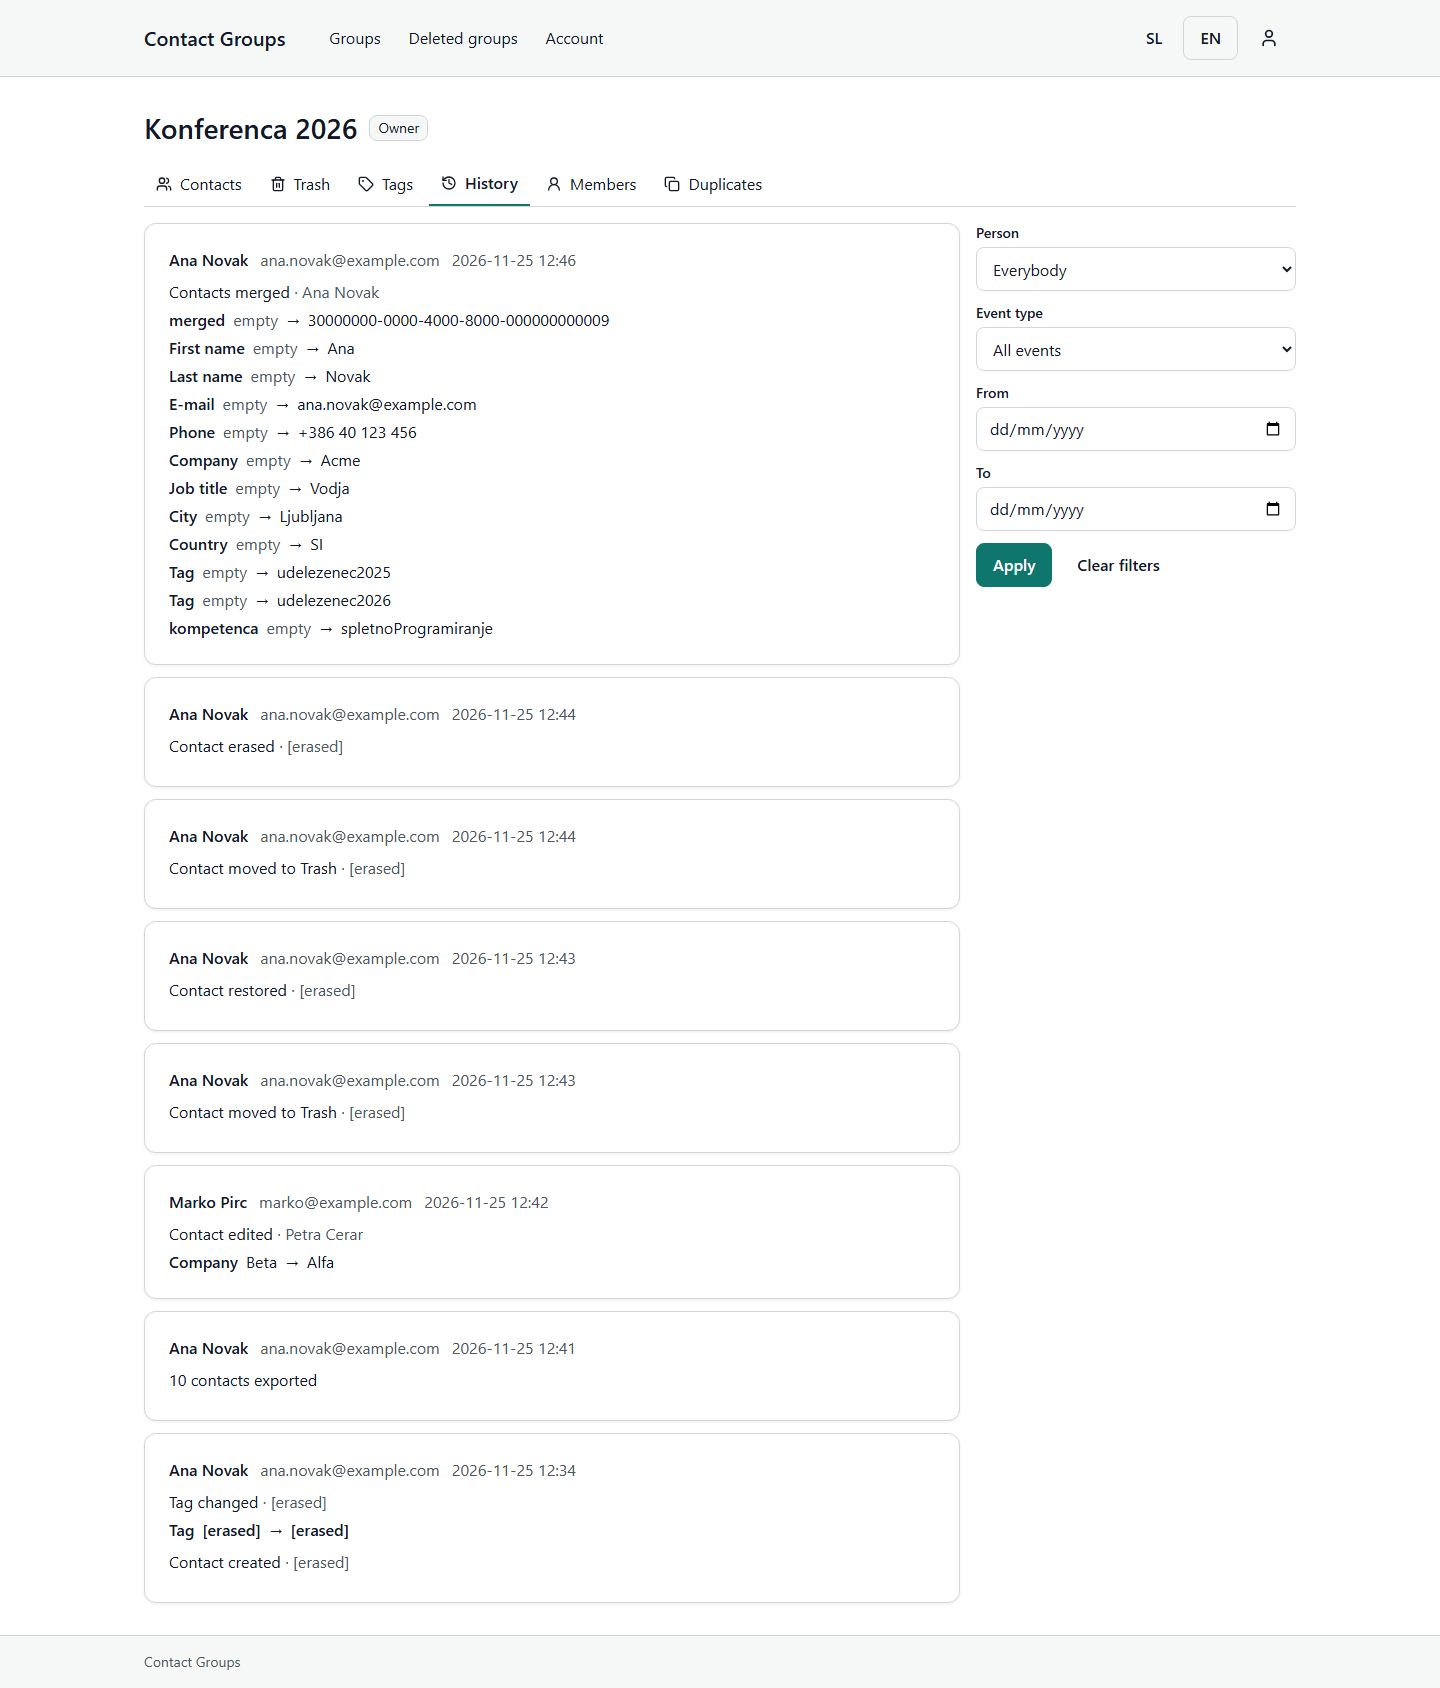 Contact Groups
Groups
Deleted groups
Account
SL
EN
Konferenca 2026
Owner
Contacts
Trash
Tags
History
Members
Duplicates
Ana Novak ana.novak@example.com 2026-11-25 12:46
Contacts merged · Ana Novak
merged empty → 30000000-0000-4000-8000-000000000009
First name empty → Ana
Last name empty → Novak
E-mail empty → ana.novak@example.com
Phone empty → +386 40 123 456
Company empty → Acme
Job title empty → Vodja
City empty → Ljubljana
Country empty → SI
Tag empty → udelezenec2025
Tag empty → udelezenec2026
kompetenca empty → spletnoProgramiranje
Ana Novak ana.novak@example.com 2026-11-25 12:44
Contact erased · [erased]
Ana Novak ana.novak@example.com 2026-11-25 12:44
Contact moved to Trash · [erased]
Ana Novak ana.novak@example.com 2026-11-25 12:43
Contact restored · [erased]
Ana Novak ana.novak@example.com 2026-11-25 12:43
Contact moved to Trash · [erased]
Marko Pirc marko@example.com 2026-11-25 12:42
Contact edited · Petra Cerar
Company Beta → Alfa
Ana Novak ana.novak@example.com 2026-11-25 12:41
10 contacts exported
Ana Novak ana.novak@example.com 2026-11-25 12:34
Tag changed · [erased]
Tag [erased] → [erased]
Contact created · [erased]
Person
Everybody
Event type
All events
From
dd/mm/yyyy
To
dd/mm/yyyy
Apply
Clear filters
Contact Groups